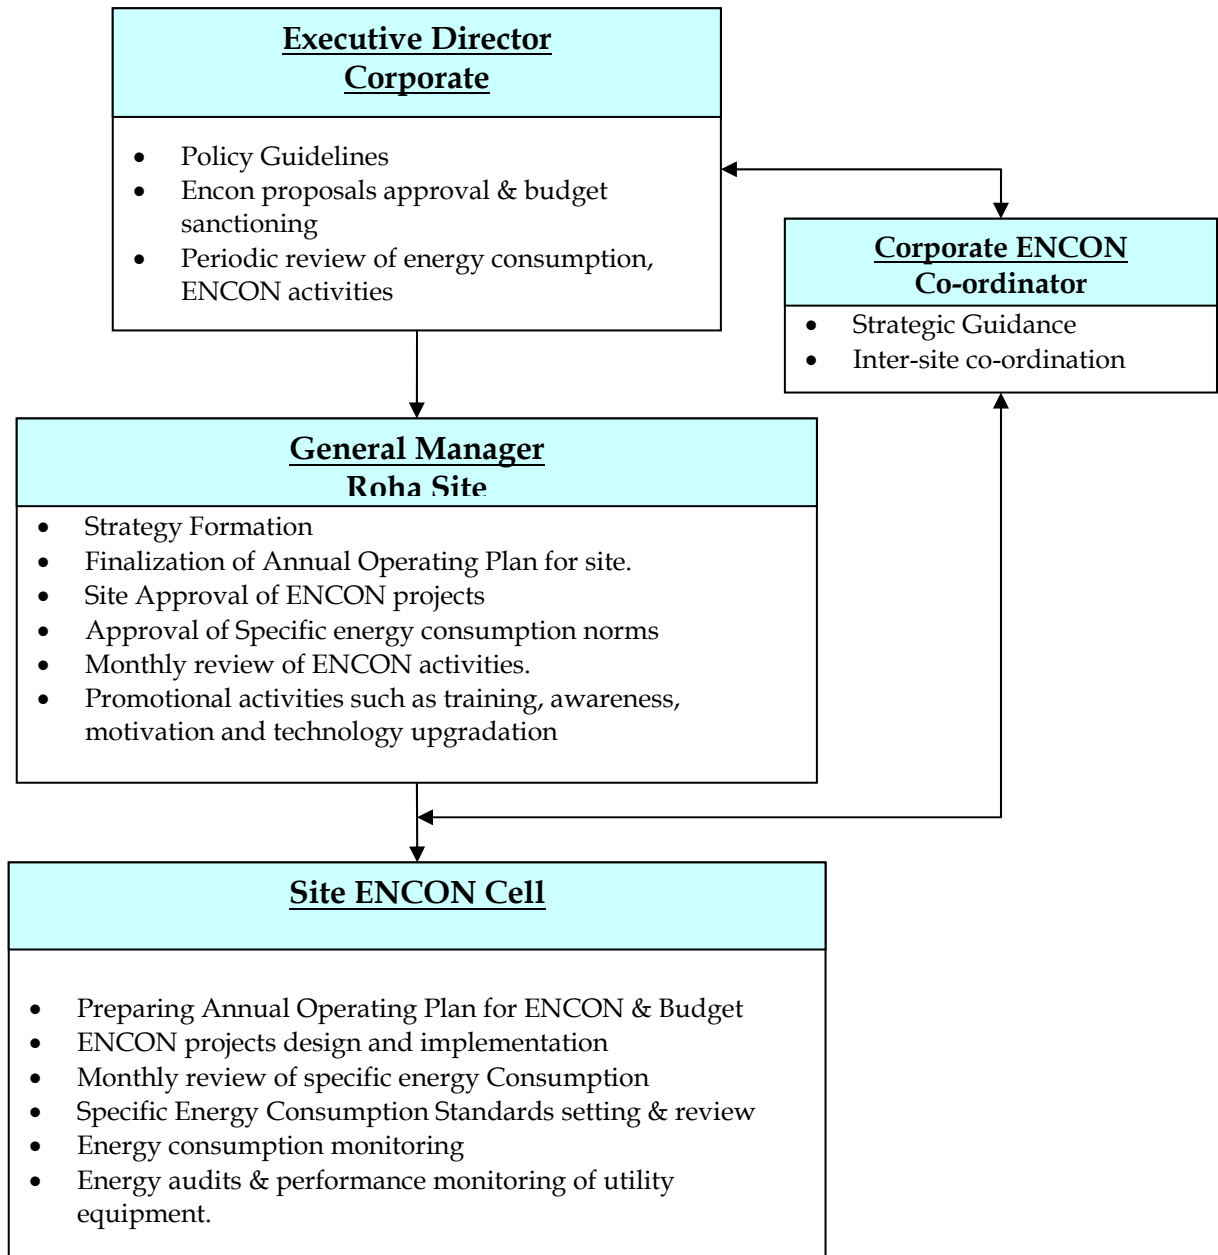 Executive Director
Corporate
• Policy Guidelines
• Encon proposals approval & budget
sanctioning
• Periodic review of energy consumption,
ENCON activities
Corporate ENCON
Co-ordinator
• Strategic Guidance
• Inter-site co-ordination
General Manager
Roha Site
• Strategy Formation
• Finalization of Annual Operating Plan for site.
• Site Approval of ENCON projects
• Approval of Specific energy consumption norms
• Monthly review of ENCON activities.
• Promotional activities such as training, awareness,
motivation and technology upgradation
Site ENCON Cell
• Preparing Annual Operating Plan for ENCON & Budget
• ENCON projects design and implementation
• Monthly review of specific energy Consumption
• Specific Energy Consumption Standards setting & review
• Energy consumption monitoring
• Energy audits & performance monitoring of utility
equipment.